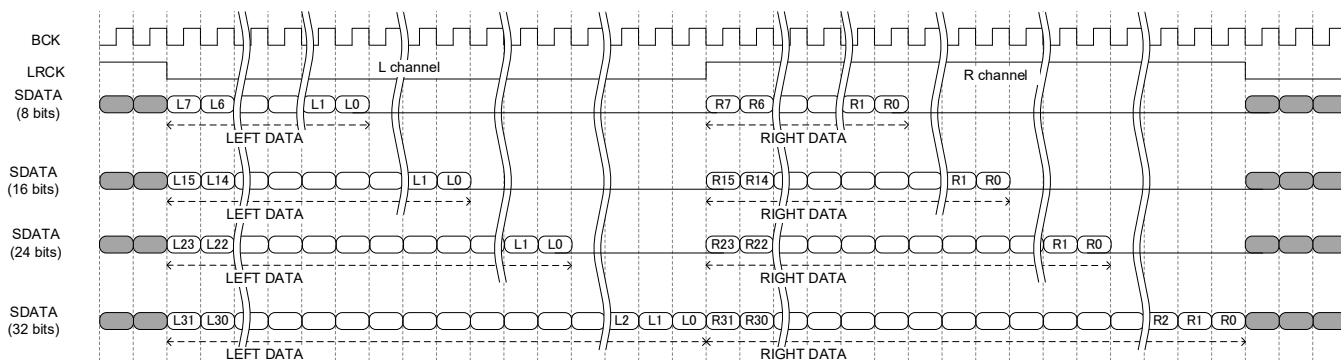 BCK
LRCK
L channel
R channel
SDATA
(8 bits)
L7 L6 L1 L0 R7 R6 R1 R0
LEFT DATA RIGHT DATA
SDATA
(16 bits)
L15 L14 L1 L0 R15 R14 R1 R0
LEFT DATA RIGHT DATA
SDATA
(24 bits)
L23 L22 L1 L0 R23 R22 R1 R0
LEFT DATA RIGHT DATA
SDATA
(32 bits)
L31 L30 L2 L1 L0 R31 R30 R2 R1 R0
LEFT DATA RIGHT DATA